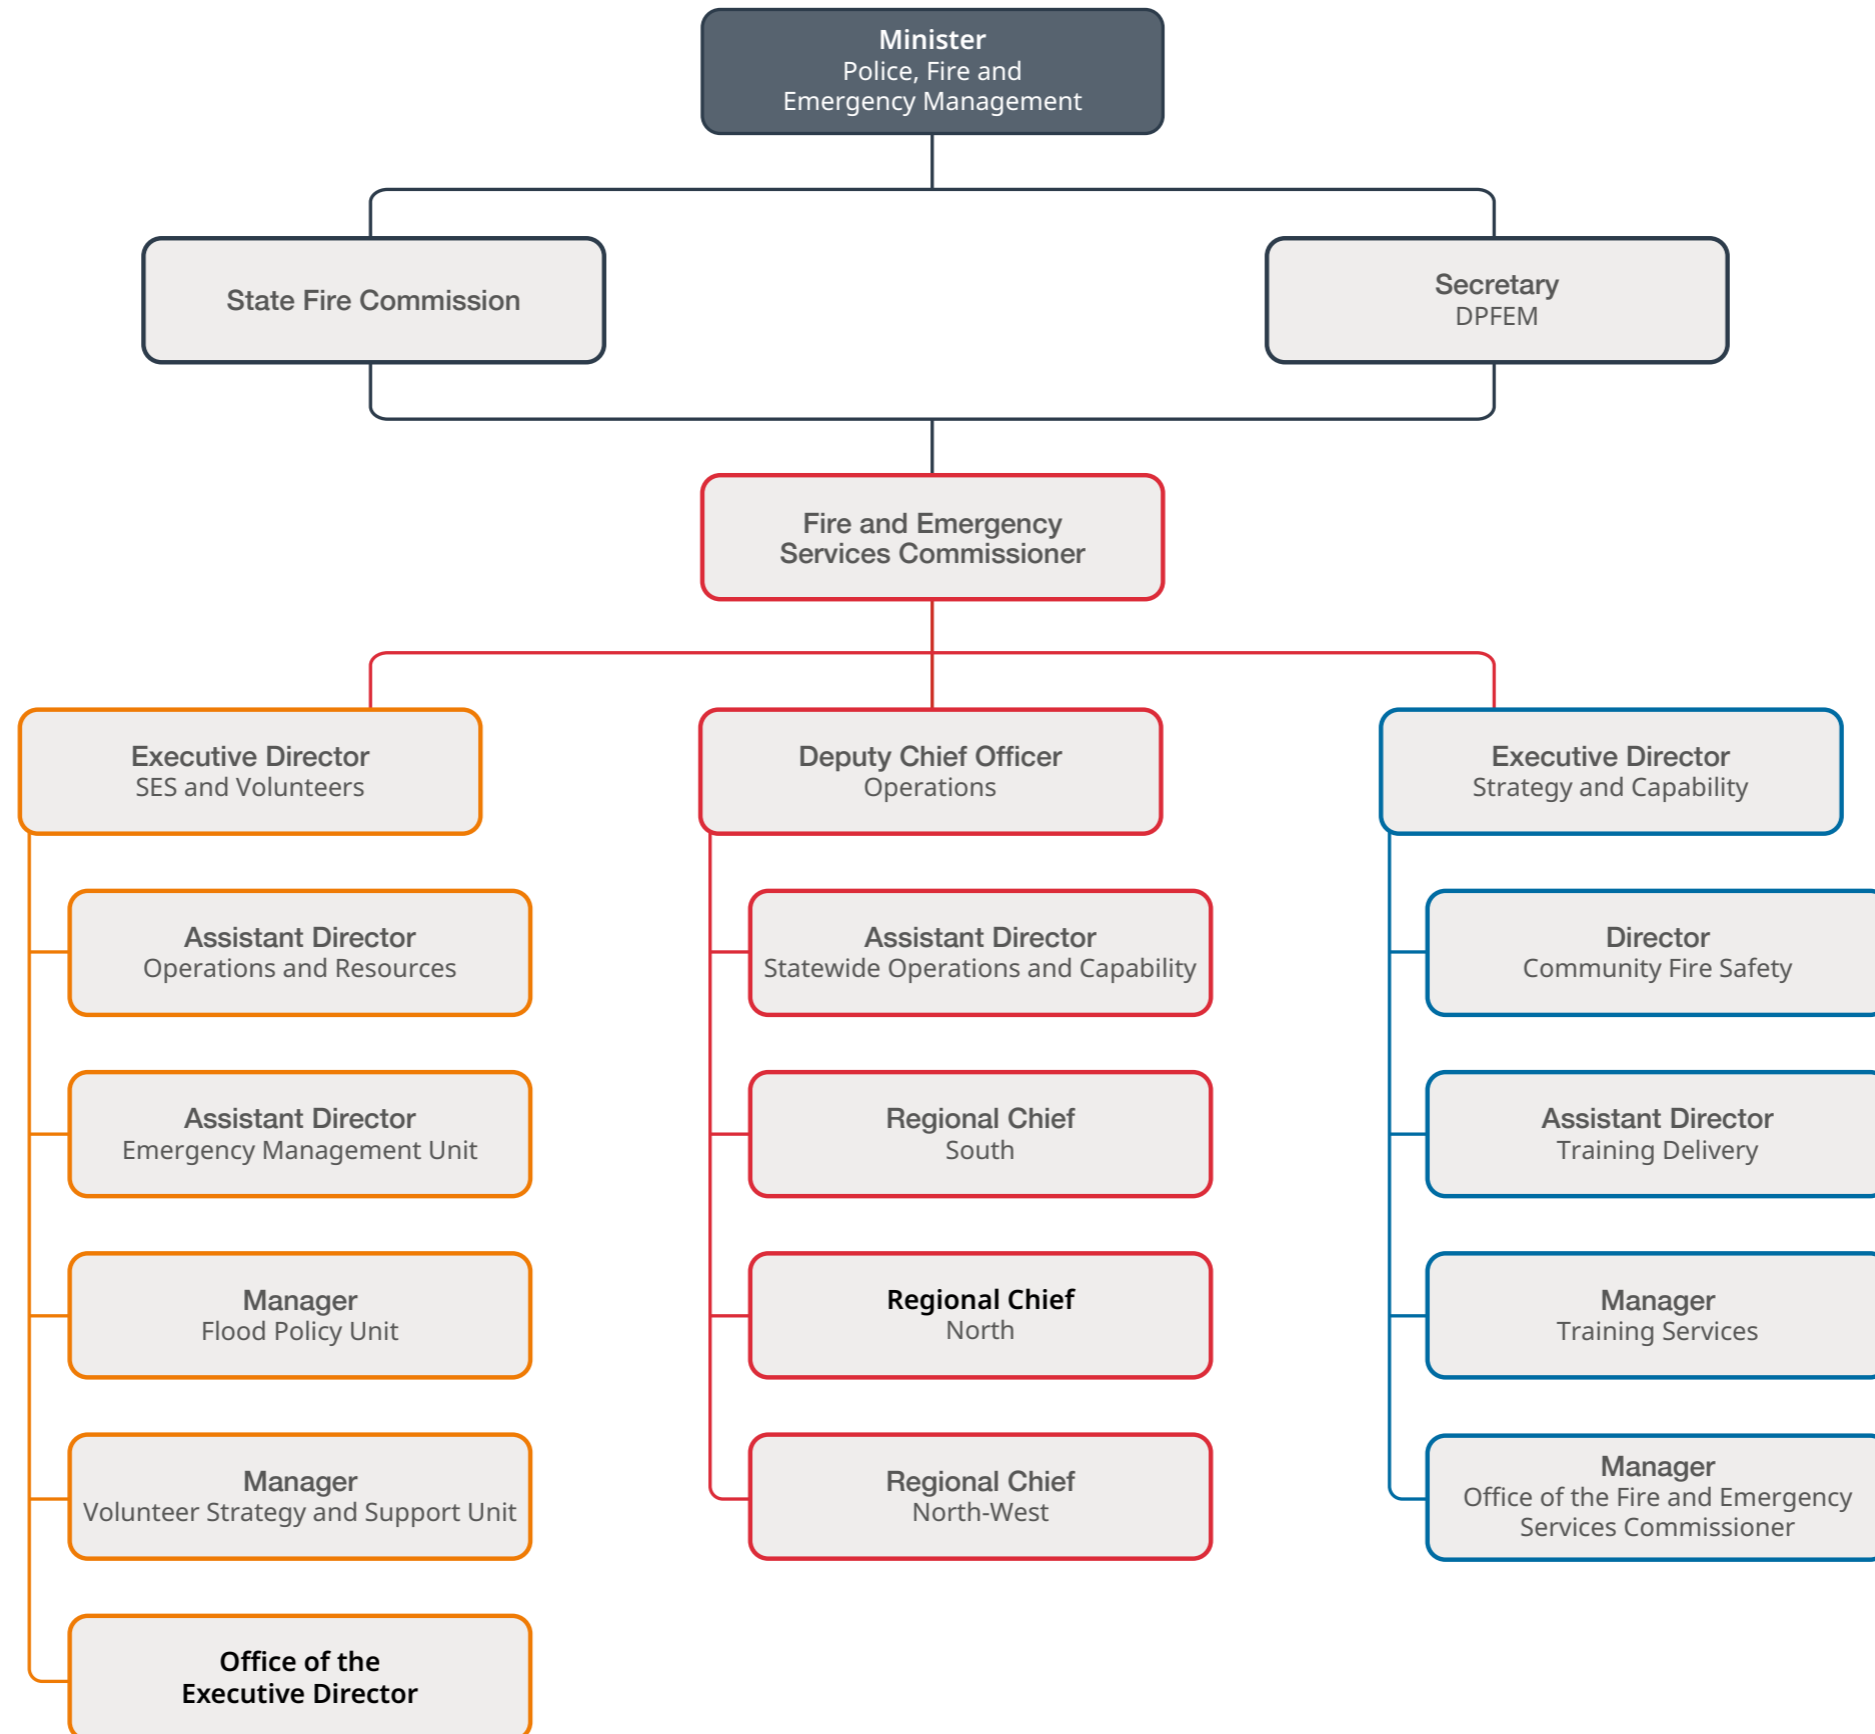 Minister
Police, Fire and
Emergency Management
State Fire Commission
Secretary
DPFEM
Fire and Emergency
Services Commissioner
Executive Director
SES and Volunteers
Assistant Director
Operations and Resources
Assistant Director
Emergency Management Unit
Manager
Flood Policy Unit
Manager
Volunteer Strategy and Support Unit
Office of the
Executive Director
Deputy Chief Officer
Operations
Assistant Director
Statewide Operations and Capability
Regional Chief
South
Regional Chief
North
Regional Chief
North-West
Executive Director
Strategy and Capability
Director
Community Fire Safety
Assistant Director
Training Delivery
Manager
Training Services
Manager
Office of the Fire and Emergency
Services Commissioner